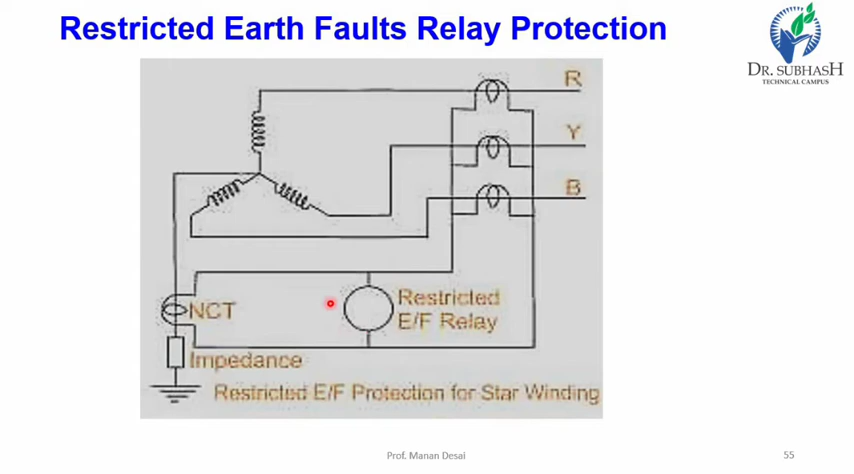 Restricted Earth Faults Relay Protection
DR. SUBHASH
TECHNICAL CAMPUS
R
Y
B
NCT
Restricted
E/F Relay
Impedance
Restricted E/F Protection for Star Winding
Prof. Manan Desai
55